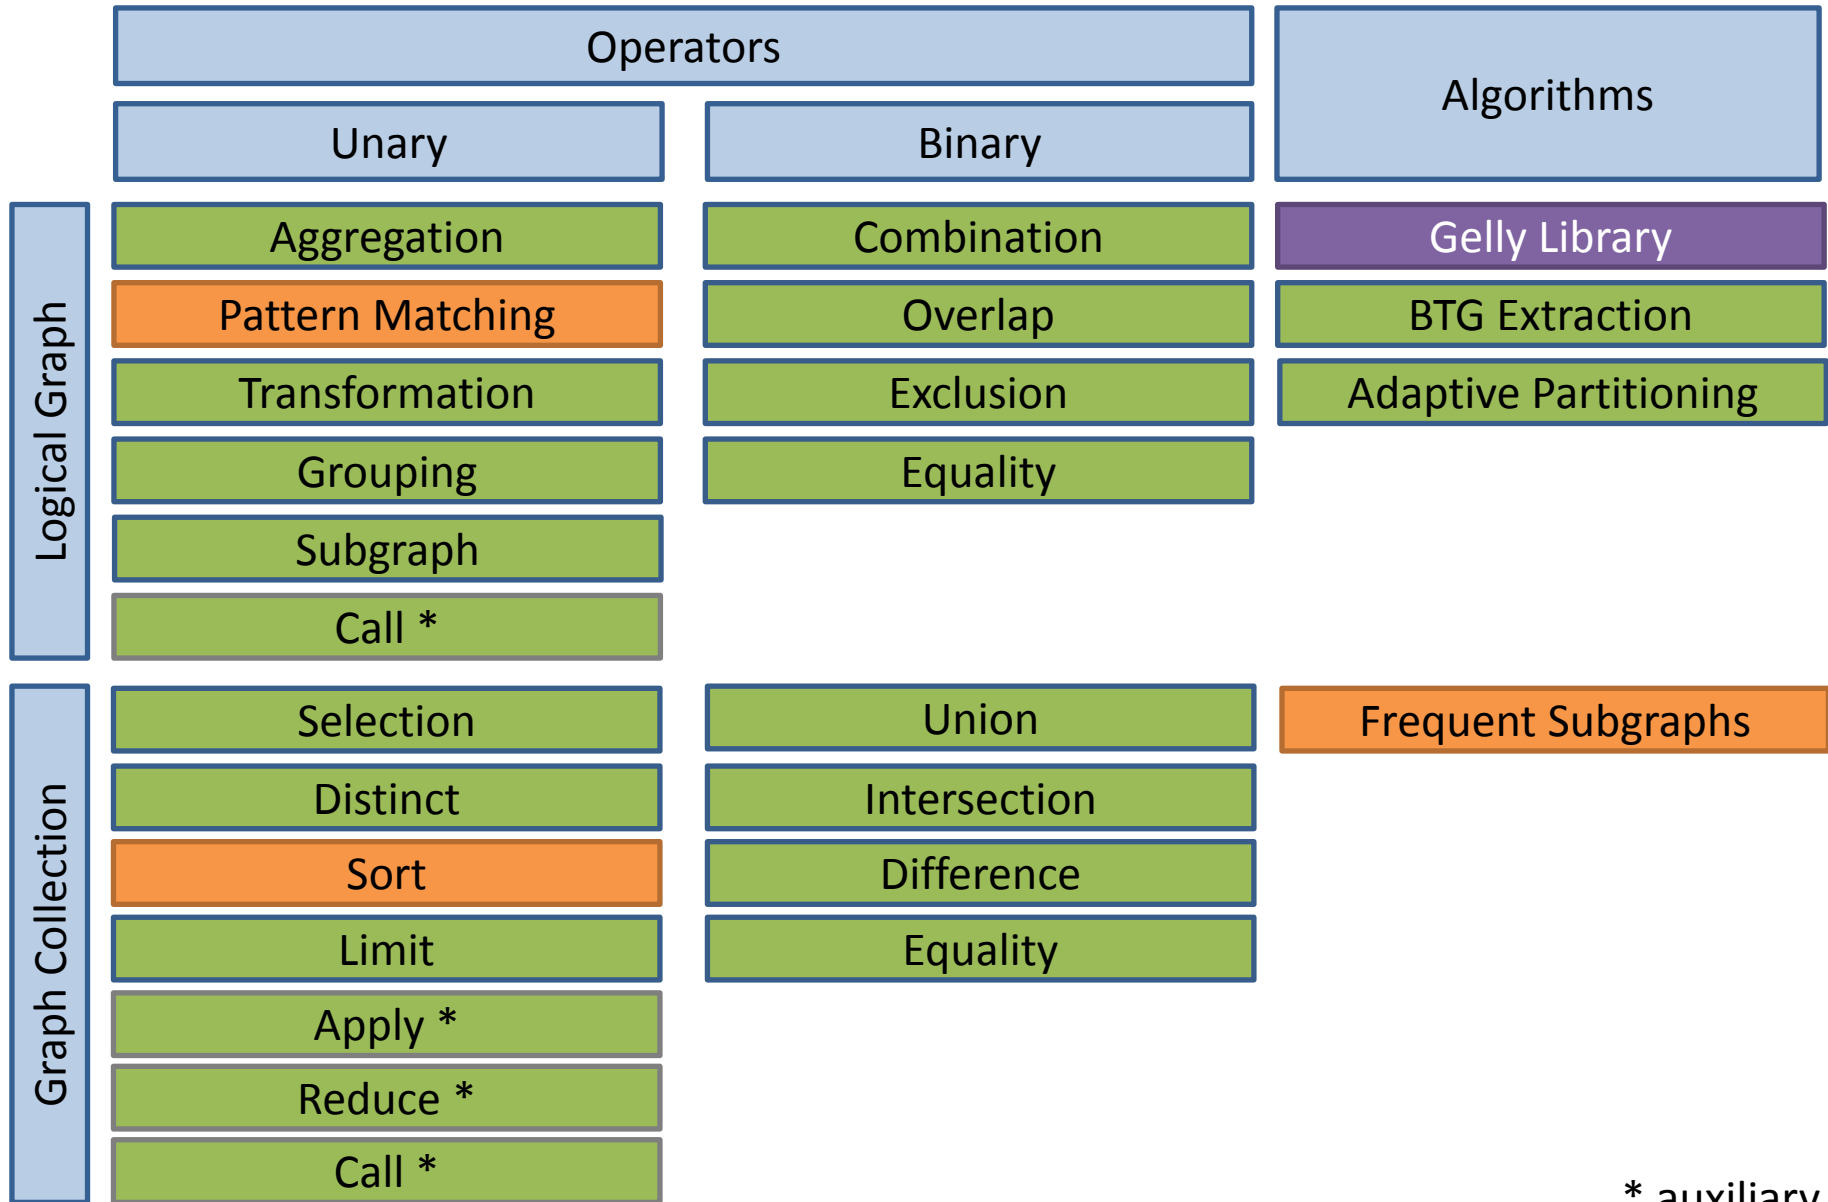 Operators
Algorithms
Unary
Binary
Logical Graph
Aggregation
Combination
Gelly Library
Pattern Matching
Overlap
BTG Extraction
Transformation
Exclusion
Adaptive Partitioning
Grouping
Equality
Subgraph
Call *
Graph Collection
Selection
Union
Frequent Subgraphs
Distinct
Intersection
Sort
Difference
Limit
Equality
Apply *
Reduce *
Call *
* auxiliary